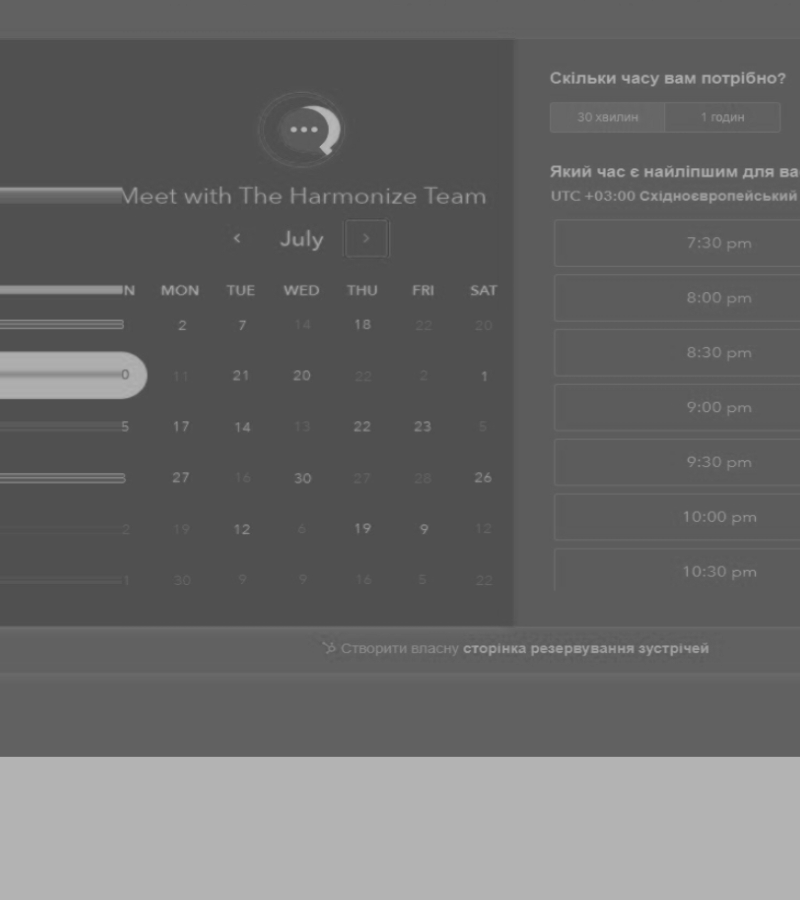 Meet with The Harmonize Team
July
N MON TUE WED THU FRI SAT
2 7 14 18 22 20
0 11 21 20 22 2 1
5 17 14 13 22 23 5
27 16 30 27 28 26
2 19 12 6 19 9 12
1 30 9 9 16 5 22
Скільки часу вам потрібно?
30 хвилин 1 годин
Який час є найліпшим для ва
UTC +03:00 Східноєвропейський
7:30 pm
8:00 pm
8:30 pm
9:00 pm
9:30 pm
10:00 pm
10:30 pm
Створити власну сторінка резервування зустрічей